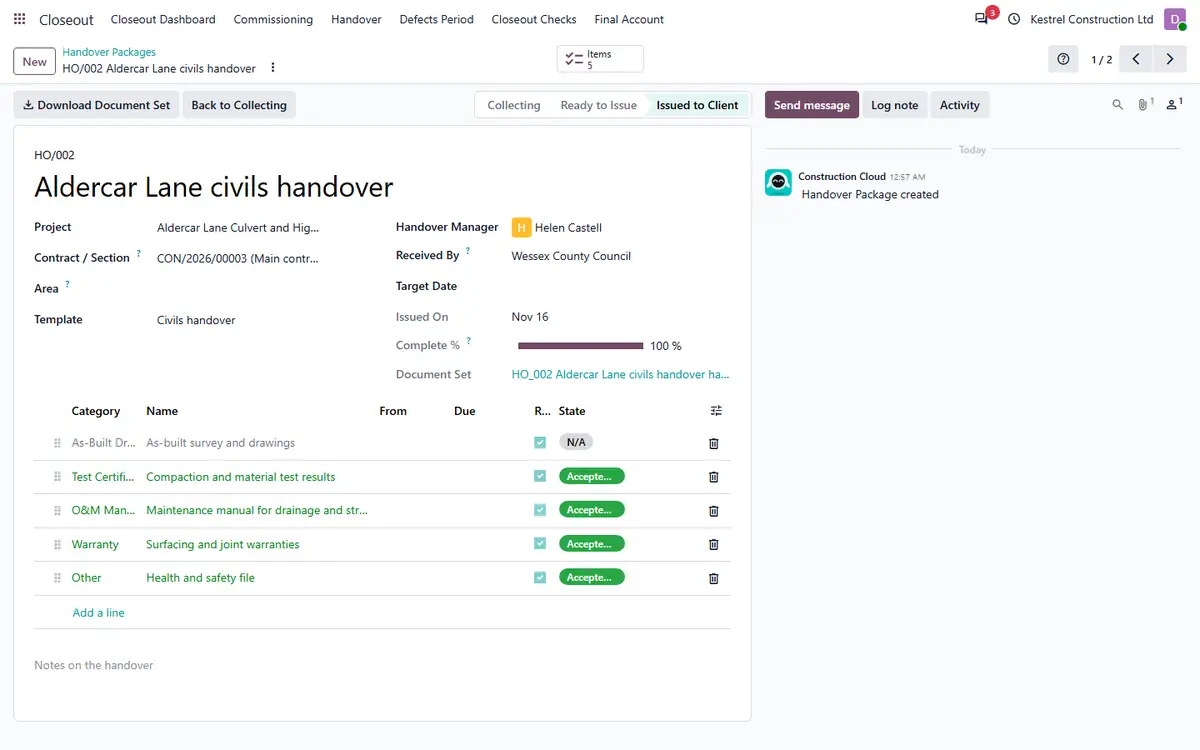 Closeout Closeout Dashboard Commissioning Handover Defects Period Closeout Checks Final Account 3 Kestrel Construction Ltd D
New Handover Packages Items 5 1 / 2
HO/002 Aldercar Lane civils handover
Download Document Set Back to Collecting Collecting Ready to Issue Issued to Client Send message Log note Activity 1 1
HO/002
Aldercar Lane civils handover
Project Aldercar Lane Culvert and Hig... Handover Manager H Helen Castell
Contract / Section ? CON/2026/00003 (Main contr... Received By ? Wessex County Council
Area ? Target Date
Template Civils handover Issued On Nov 16
Complete % ? 100 %
Document Set HO_002 Aldercar Lane civils handover ha...
Category Name From Due R... State
As-Built Dr... As-built survey and drawings N/A
Test Certifi... Compaction and material test results Accepte...
O&M Man... Maintenance manual for drainage and str... Accepte...
Warranty Surfacing and joint warranties Accepte...
Other Health and safety file Accepte...
Add a line
Notes on the handover
Today
Construction Cloud 12:57 AM
Handover Package created